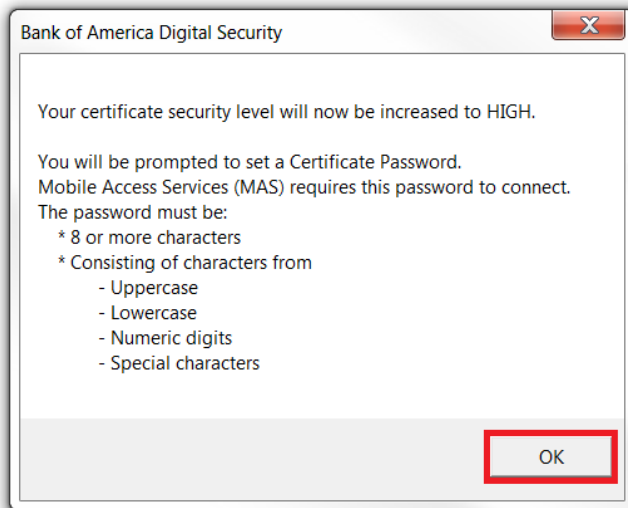 Bank of America Digital Security
Your certificate security level will now be increased to HIGH.
You will be prompted to set a Certificate Password.
Mobile Access Services (MAS) requires this password to connect.
The password must be:
* 8 or more characters
* Consisting of characters from
- Uppercase
- Lowercase
- Numeric digits
- Special characters
OK